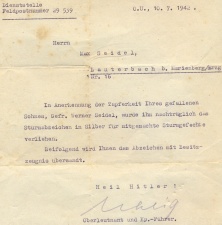 Dienststelle
Feldpostnummer 29 539
O.U., 10. 3. 1942.
Herrn
Max Seidel,
Lauterbach b. Marienberg/Erzg.
Nr. 76
In Anerkennung der Tapferkeit Ihres gefallenen
Sohnes, Gefr. Werner Seidel, wurde ihm nachträglich das
Sturmabzeichen in Silber für mitgemachte Sturmgefechte
verliehen.
Beifolgend wird Ihnen das Abzeichen mit Besitz-
zeugnis übersandt.
Heil Hitler!
Oberleutnant und Kp.-Führer.